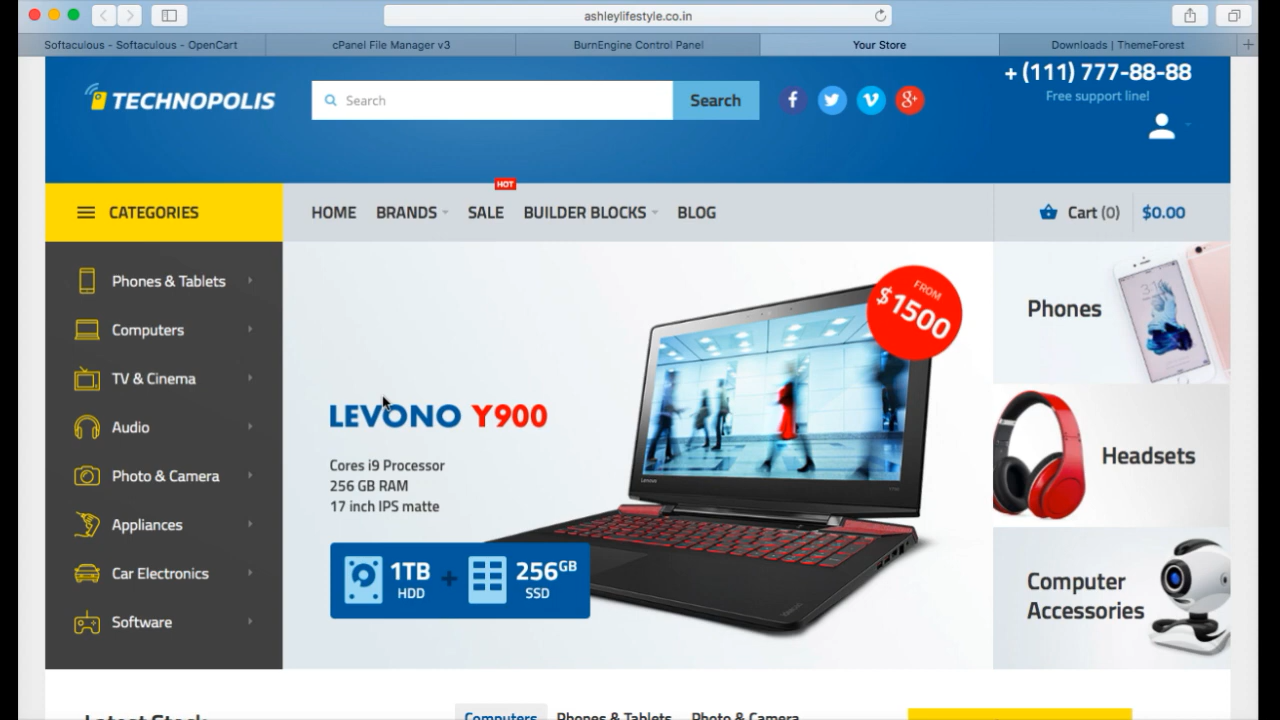 ashleylifestyle.co.in
Softaculous - Softaculous - OpenCart
cPanel File Manager v3
BurnEngine Control Panel
Your Store
Downloads | ThemeForest
TECHNOPOLIS
Search
Search
+ (111) 777-88-88
Free support line!
CATEGORIES
HOME
BRANDS
HOT
SALE
BUILDER BLOCKS
BLOG
Cart (0)
$0.00
Phones & Tablets
Computers
TV & Cinema
Audio
Photo & Camera
Appliances
Car Electronics
Software
FROM
$1500
LEVONO Y900
Cores i9 Processor
256 GB RAM
17 inch IPS matte
1TB
HDD
+
256GB
SSD
Phones
Headsets
Computer
Accessories
Latest Stock
Computers
Phones & Tablets
Photo & Camera